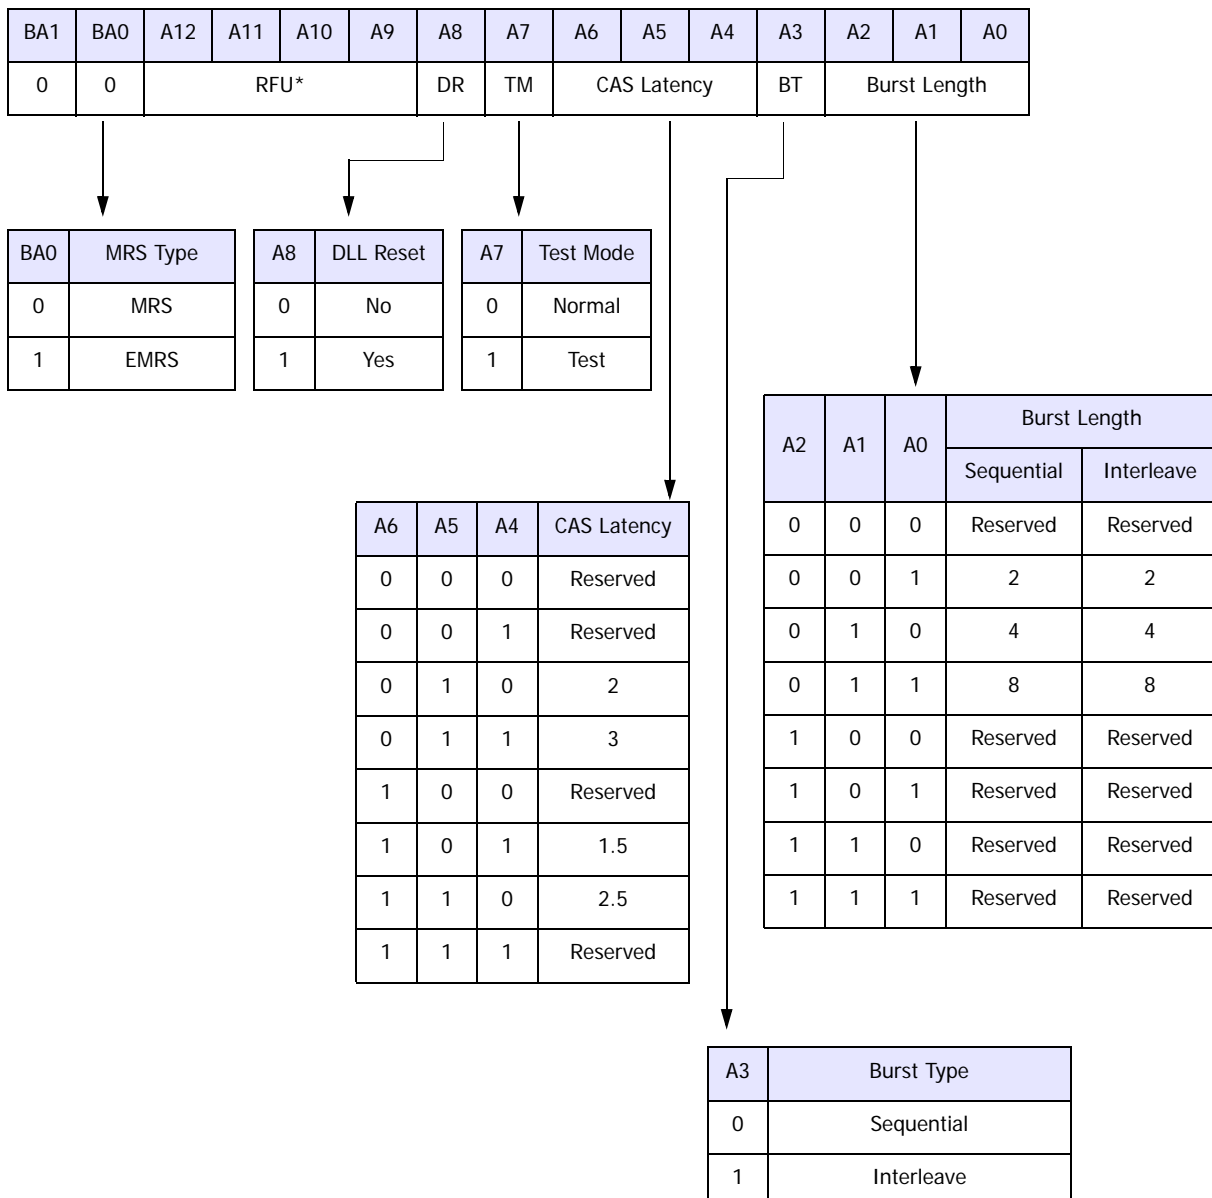 BA1 BA0 A12 A11 A10 A9 A8 A7 A6 A5 A4 A3 A2 A1 A0
0 0 RFU* DR TM CAS Latency BT Burst Length
BA0 MRS Type
0 MRS
1 EMRS
A8 DLL Reset
0 No
1 Yes
A7 Test Mode
0 Normal
1 Test
A6 A5 A4 CAS Latency
0 0 0 Reserved
0 0 1 Reserved
0 1 0 2
0 1 1 3
1 0 0 Reserved
1 0 1 1.5
1 1 0 2.5
1 1 1 Reserved
A2 A1 A0 Burst Length
Sequential Interleave
0 0 0 Reserved Reserved
0 0 1 2 2
0 1 0 4 4
0 1 1 8 8
1 0 0 Reserved Reserved
1 0 1 Reserved Reserved
1 1 0 Reserved Reserved
1 1 1 Reserved Reserved
A3 Burst Type
0 Sequential
1 Interleave